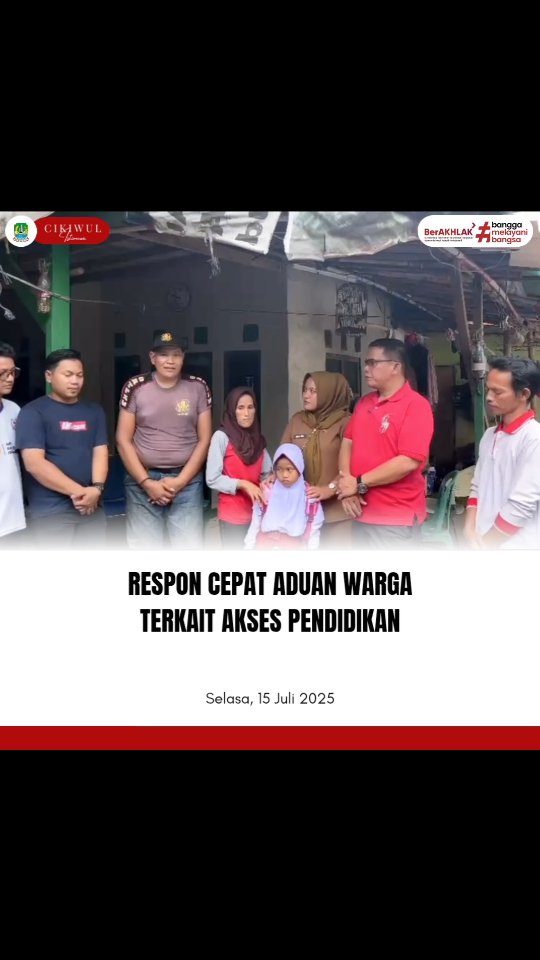 CIKIWUL
BerAKHLAK
#bangga
melayani
bangsa
RESPON CEPAT ADUAN WARGA
TERKAIT AKSES PENDIDIKAN
Selasa, 15 Juli 2025